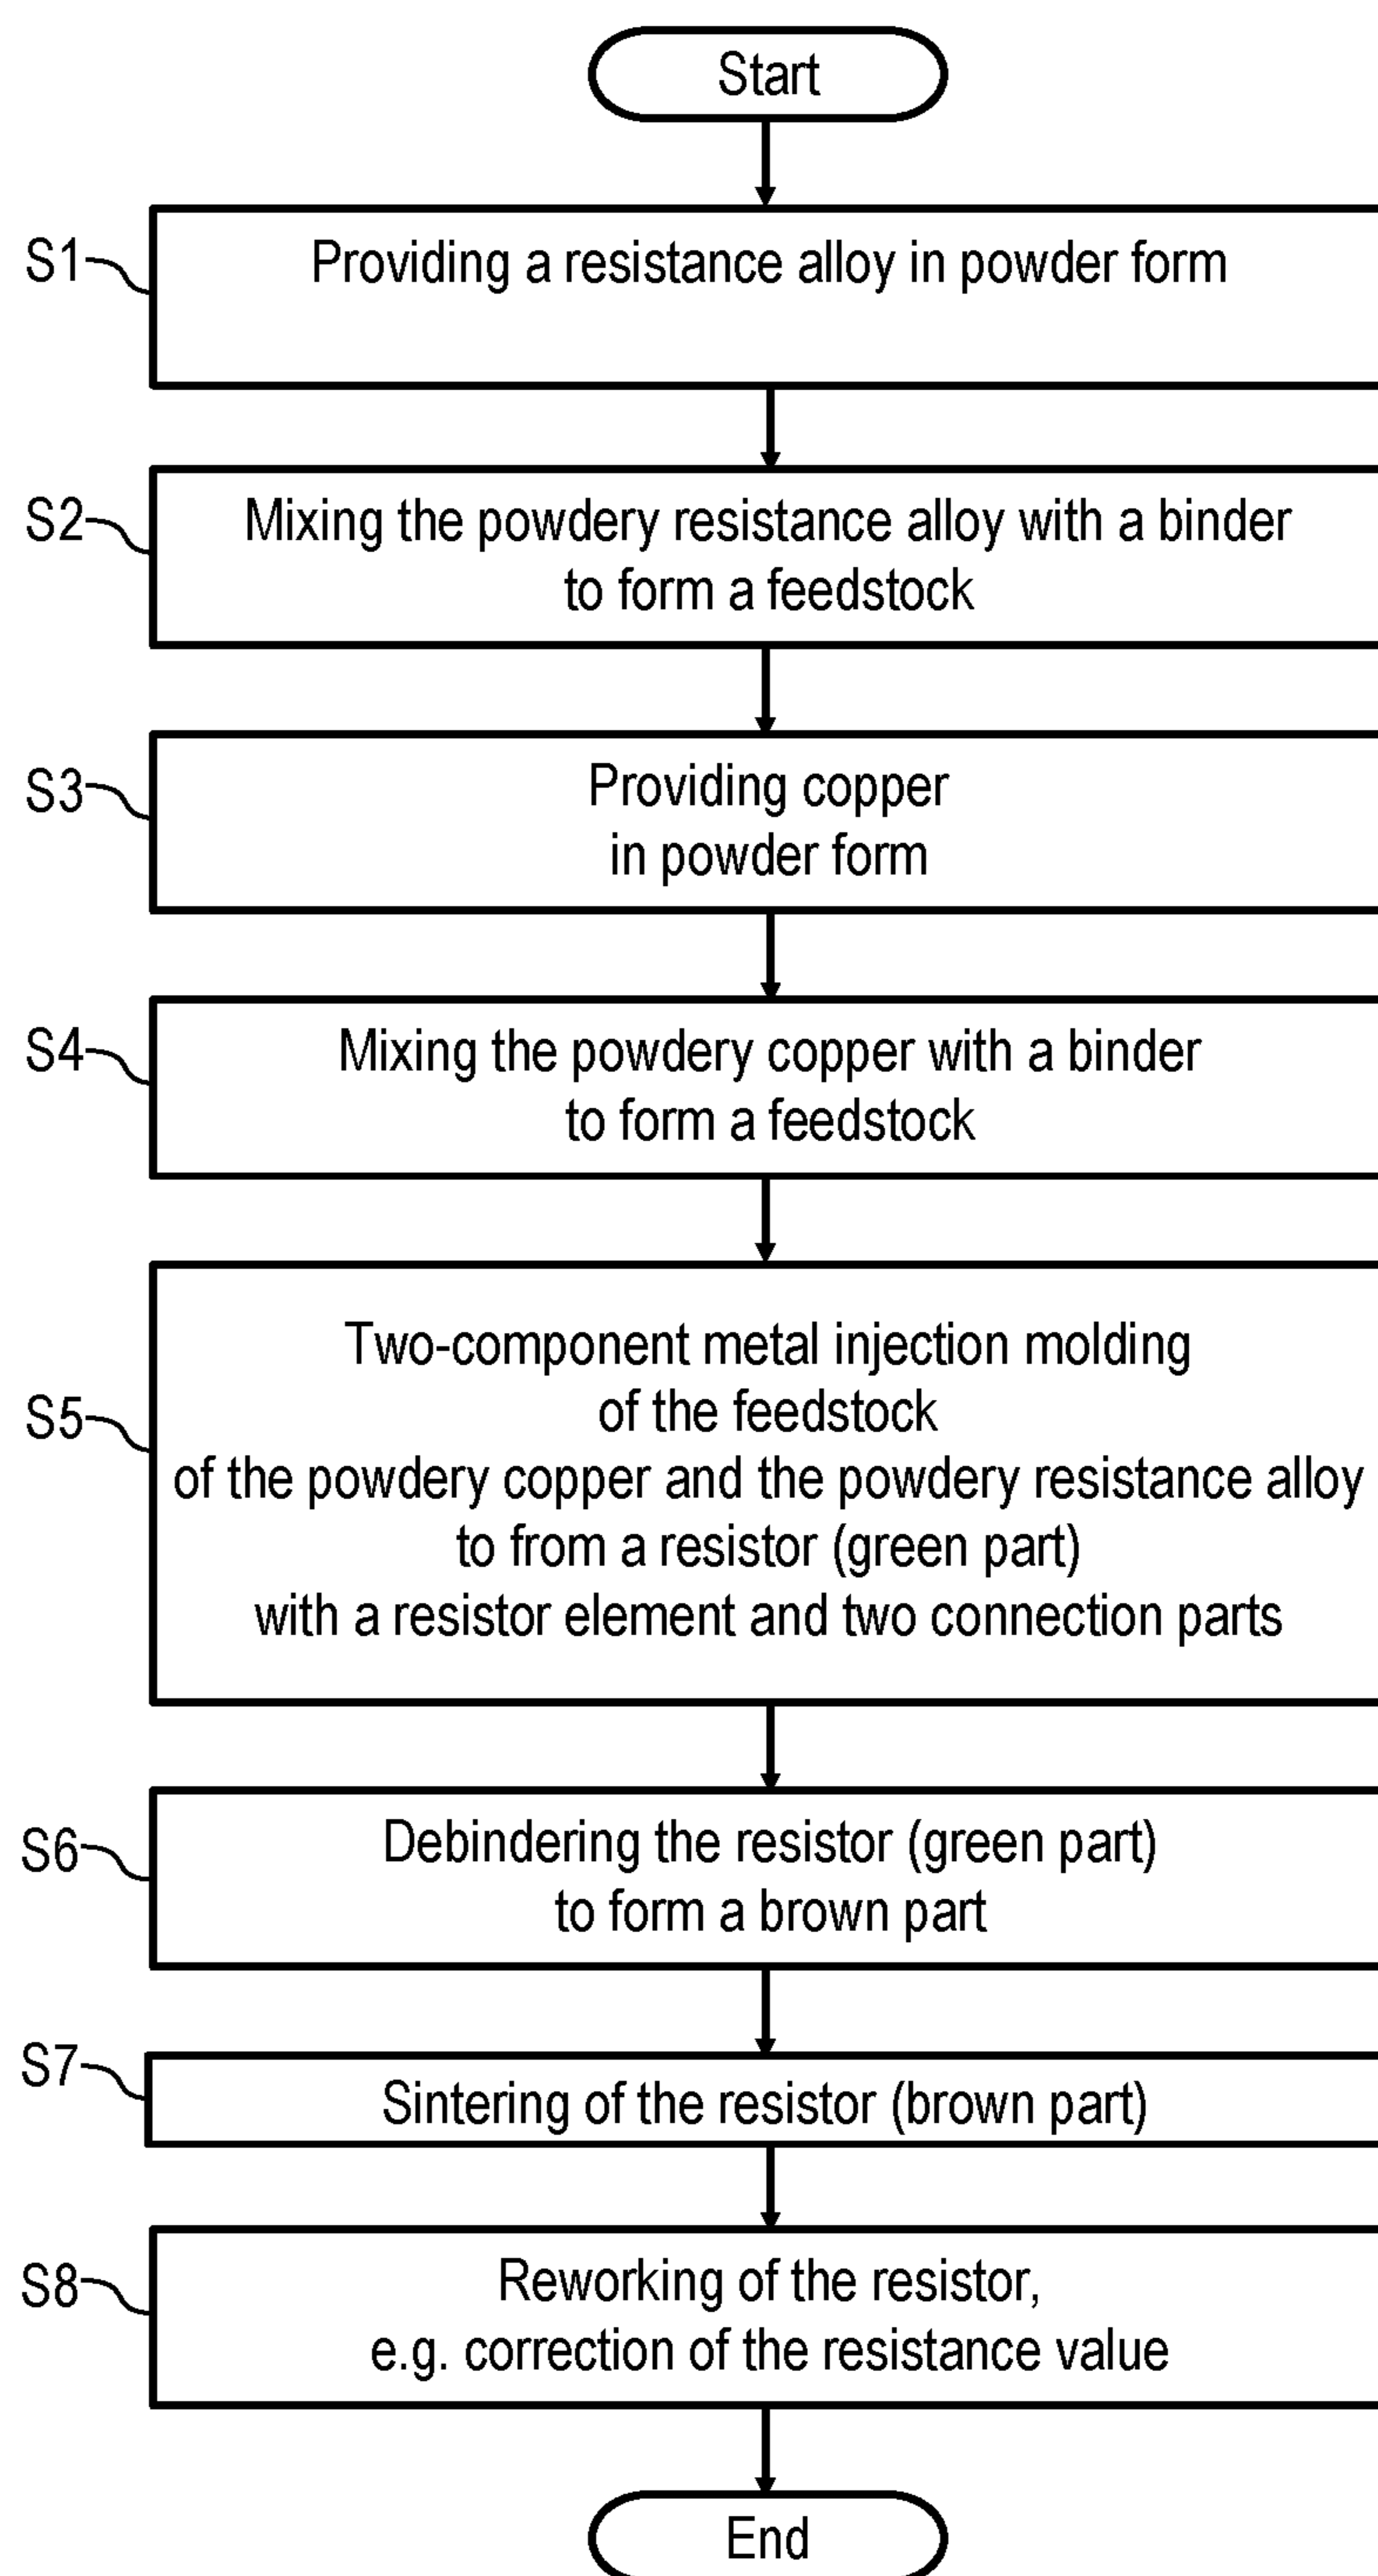 Start
S1
Providing a resistance alloy in powder form
S2
Mixing the powdery resistance alloy with a binder
to form a feedstock
S3
Providing copper
in powder form
S4
Mixing the powdery copper with a binder
to form a feedstock
S5
Two-component metal injection molding
of the feedstock
of the powdery copper and the powdery resistance alloy
to from a resistor (green part)
with a resistor element and two connection parts
S6
Debindering the resistor (green part)
to form a brown part
S7
Sintering of the resistor (brown part)
S8
Reworking of the resistor,
e.g. correction of the resistance value
End